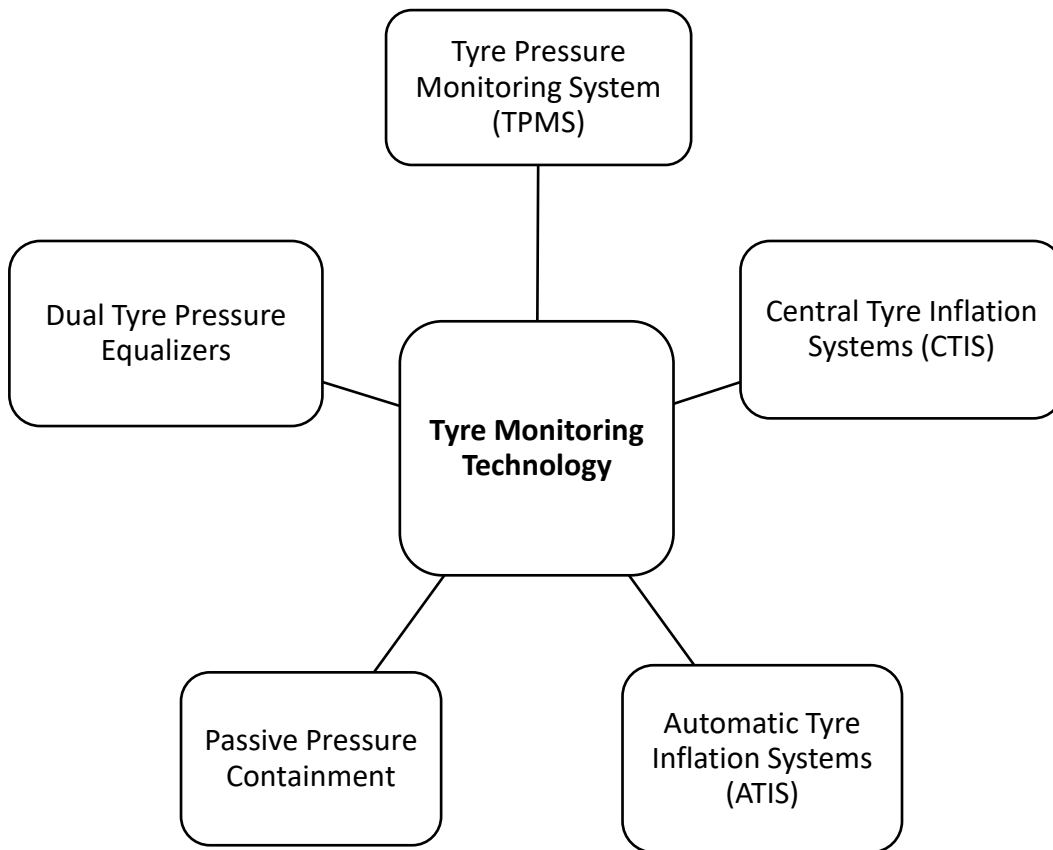 Tyre Pressure
Monitoring System
(TPMS)
Dual Tyre Pressure
Equalizers
Central Tyre Inflation
Systems (CTIS)
Tyre Monitoring
Technology
Passive Pressure
Containment
Automatic Tyre
Inflation Systems
(ATIS)